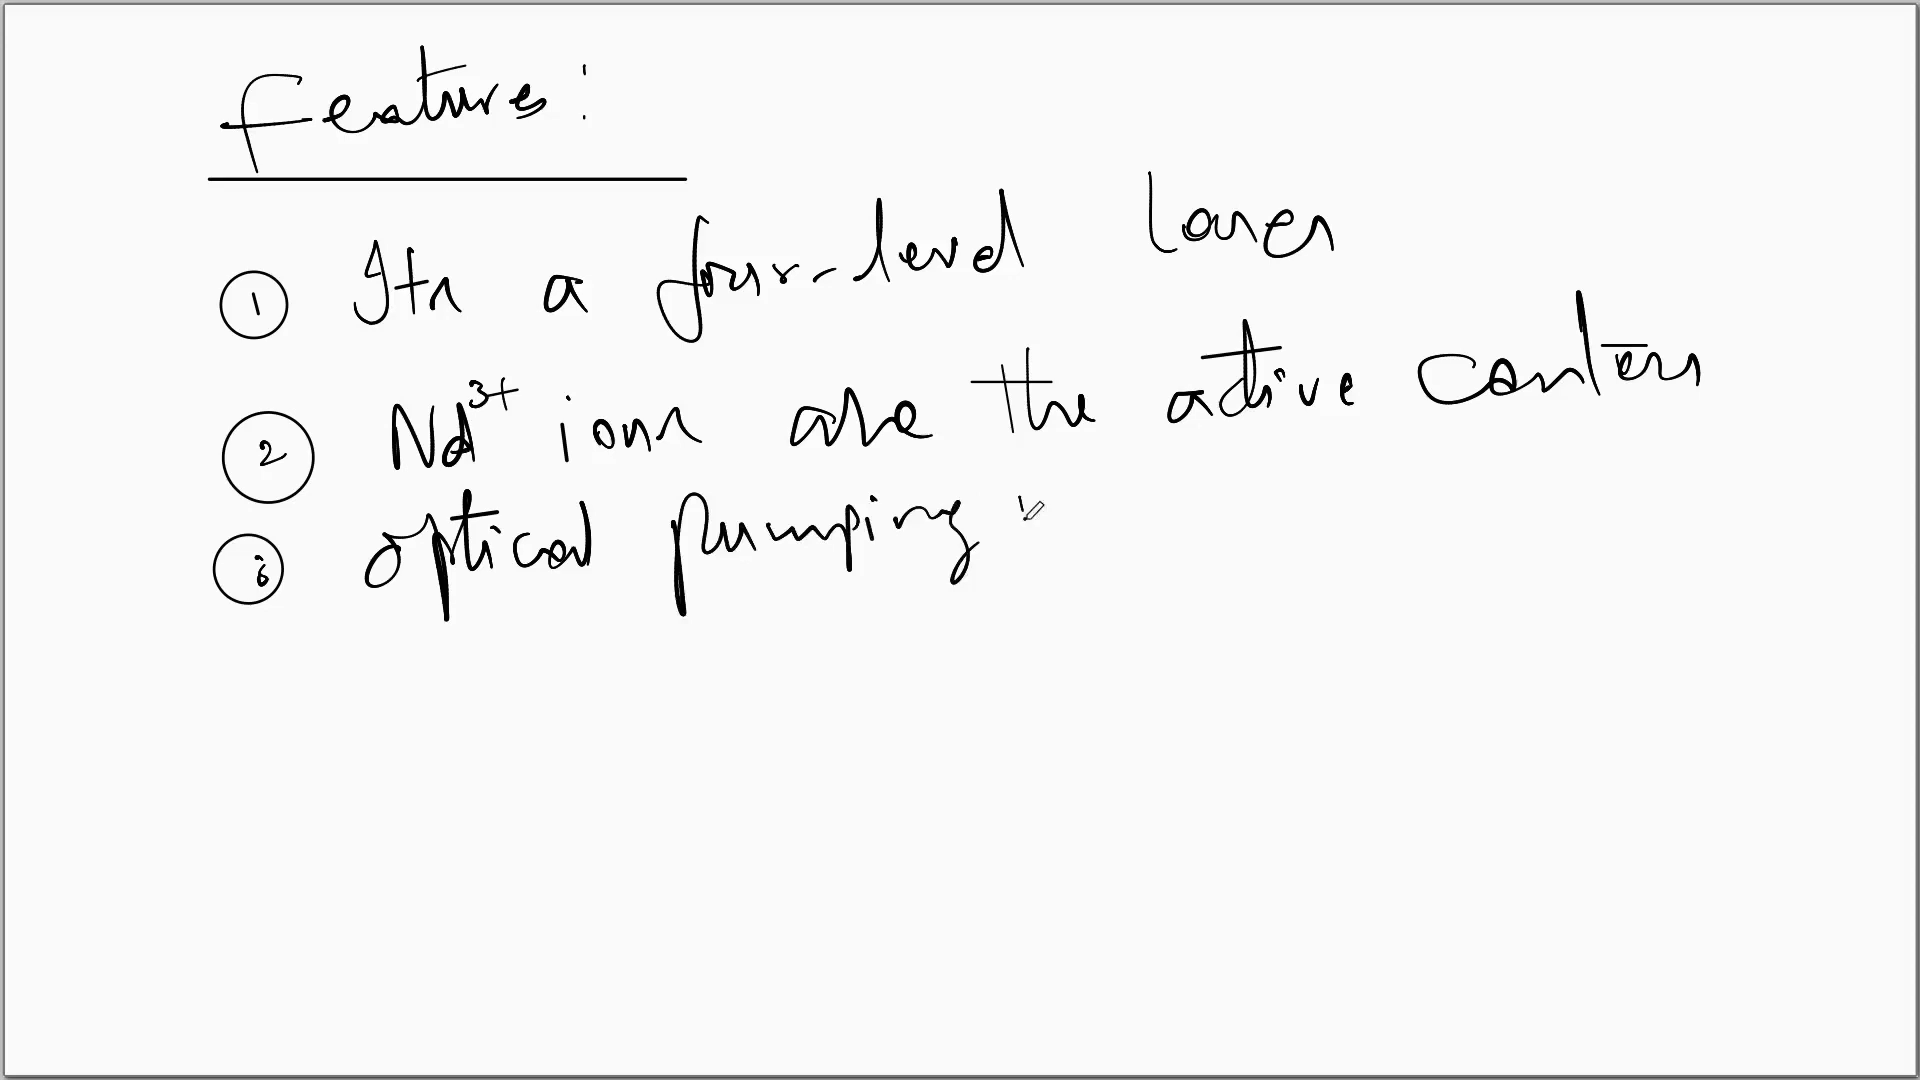 Features:
1 Its a four-level laser
2 Nd3+ ions are the active centers
3 optical pumping